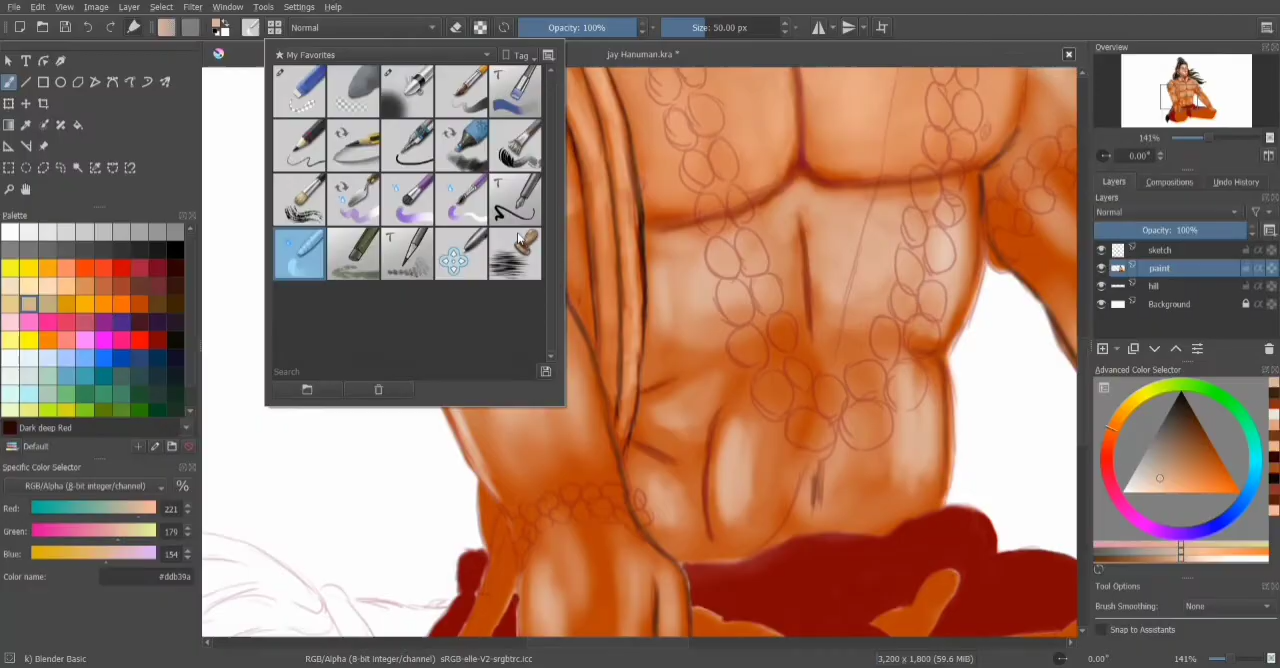 File Edit View Image Layer Select Filter Window Tools Settings Help
Normal Opacity: 100% Size: 50.00 px
★ My Favorites Tag
jay Hanuman.kra *
Overview
141%
0.00°
Layers Compositions Undo History
Layers
Normal
Opacity: 100%
sketch
paint
hill
Background
Palette
Search
Dark deep Red
Default
Specific Color Selector
RGB/Alpha (8-bit integer/channel) %
Red: 221
Green: 179
Blue: 154
Color name: #ddb39a
Advanced Color Selector
Tool Options
Brush Smoothing: None
Snap to Assistants
k) Blender Basic RGB/Alpha (8-bit integer/channel) sRGB-elle-V2-srgbtrc.icc 3,200 x 1,800 (59.6 MiB) 0.00° 141%